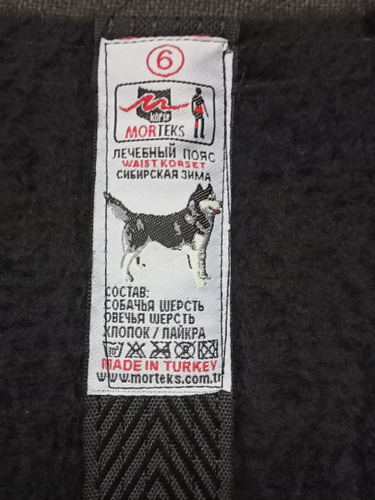 6
korse
MORTEKS
ЛЕЧЕБНЫЙ ПОЯС
WAIST KORSET
СИБИРСКАЯ ЗИМА
СОСТАВ:
СОБАЧЬЯ ШЕРСТЬ
ОВЕЧЬЯ ШЕРСТЬ
ХЛОПОК / ЛАЙКРА
MADE IN TURKEY
www.morteks.com.tr